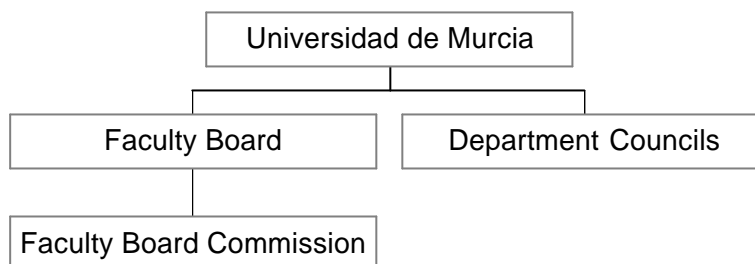 Universidad de Murcia
Faculty Board
Department Councils
Faculty Board Commission